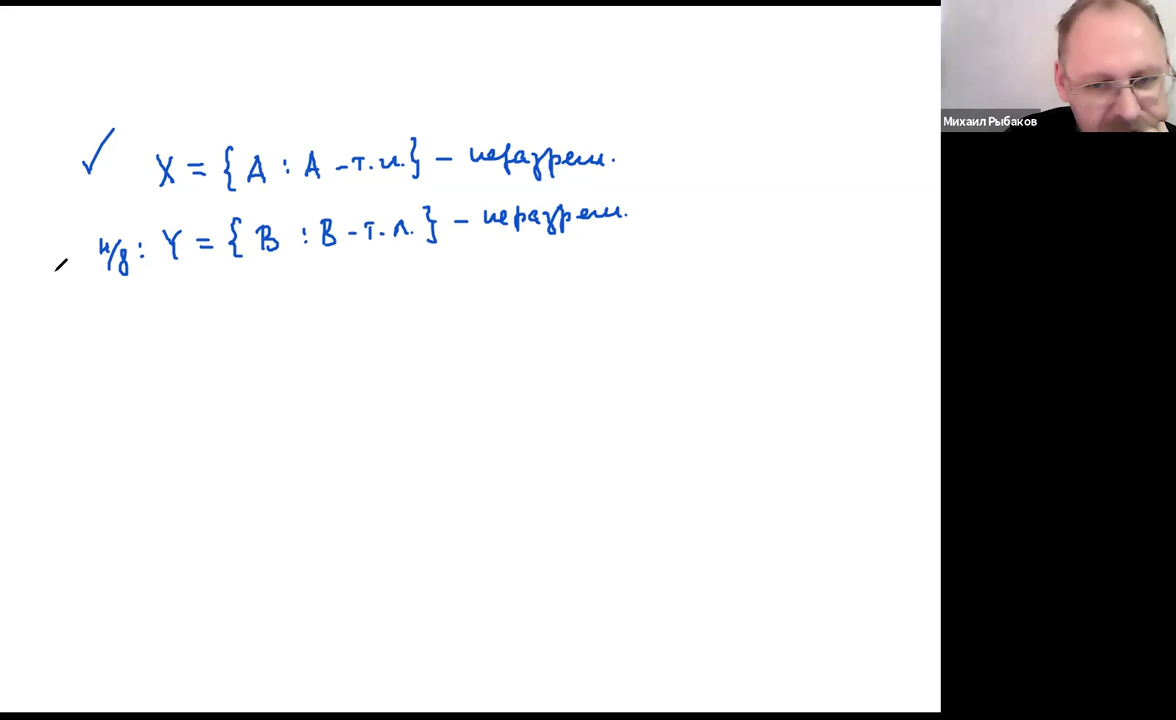 ✓ X = { A : A - т.и. } - неразреш.
н/д: Y = { B : B - т.л. } - неразреш.
Михаил Рыбаков